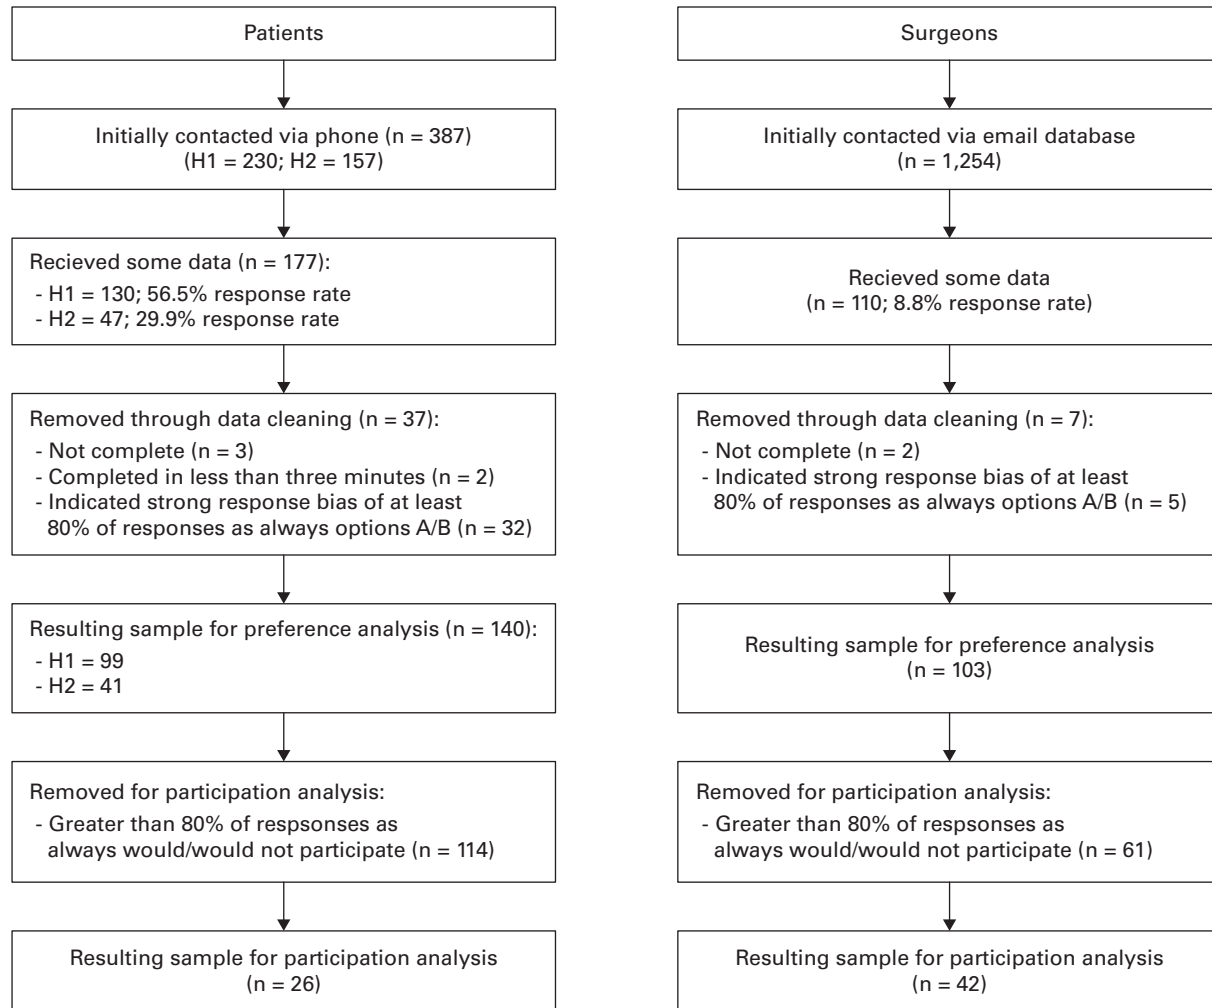 Patients
Initially contacted via phone (n = 387)
(H1 = 230; H2 = 157)
Recieved some data (n = 177):
- H1 = 130; 56.5% response rate
- H2 = 47; 29.9% response rate
Removed through data cleaning (n = 37):
- Not complete (n = 3)
- Completed in less than three minutes (n = 2)
- Indicated strong response bias of at least
80% of responses as always options A/B (n = 32)
Resulting sample for preference analysis (n = 140):
- H1 = 99
- H2 = 41
Removed for participation analysis:
- Greater than 80% of respsonses as
always would/would not participate (n = 114)
Resulting sample for participation analysis
(n = 26)
Surgeons
Initially contacted via email database
(n = 1,254)
Recieved some data
(n = 110; 8.8% response rate)
Removed through data cleaning (n = 7):
- Not complete (n = 2)
- Indicated strong response bias of at least
80% of responses as always options A/B (n = 5)
Resulting sample for preference analysis
(n = 103)
Removed for participation analysis:
- Greater than 80% of respsonses as
always would/would not participate (n = 61)
Resulting sample for participation analysis
(n = 42)